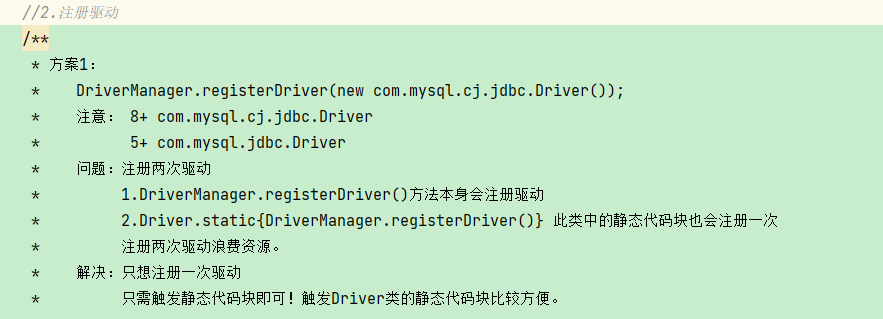 //2.注册驱动
/**
* 方案1:
* DriverManager.registerDriver(new com.mysql.cj.jdbc.Driver());
* 注意: 8+ com.mysql.cj.jdbc.Driver
* 5+ com.mysql.jdbc.Driver
* 问题:注册两次驱动
* 1.DriverManager.registerDriver()方法本身会注册驱动
* 2.Driver.static{DriverManager.registerDriver()} 此类中的静态代码块也会注册一次
* 注册两次驱动浪费资源。
* 解决:只想注册一次驱动
* 只需触发静态代码块即可!触发Driver类的静态代码块比较方便。